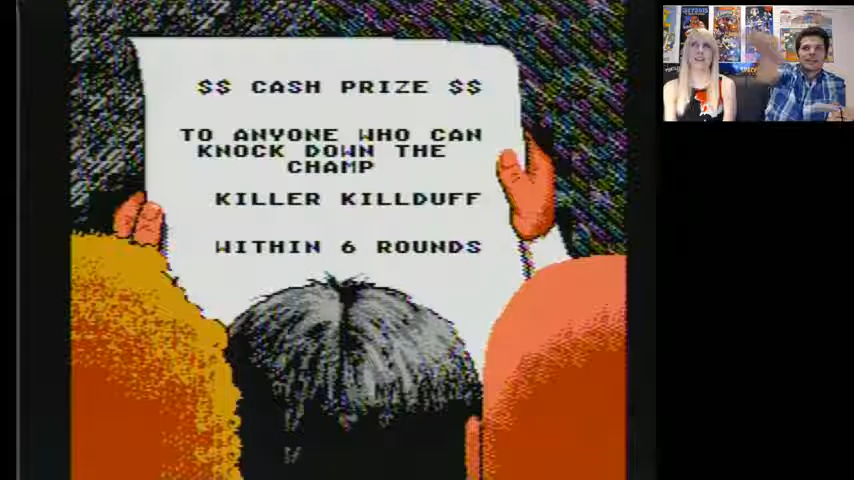 $$ CASH PRIZE $$
TO ANYONE WHO CAN
KNOCK DOWN THE
CHAMP
KILLER KILLDUFF
WITHIN 6 ROUNDS